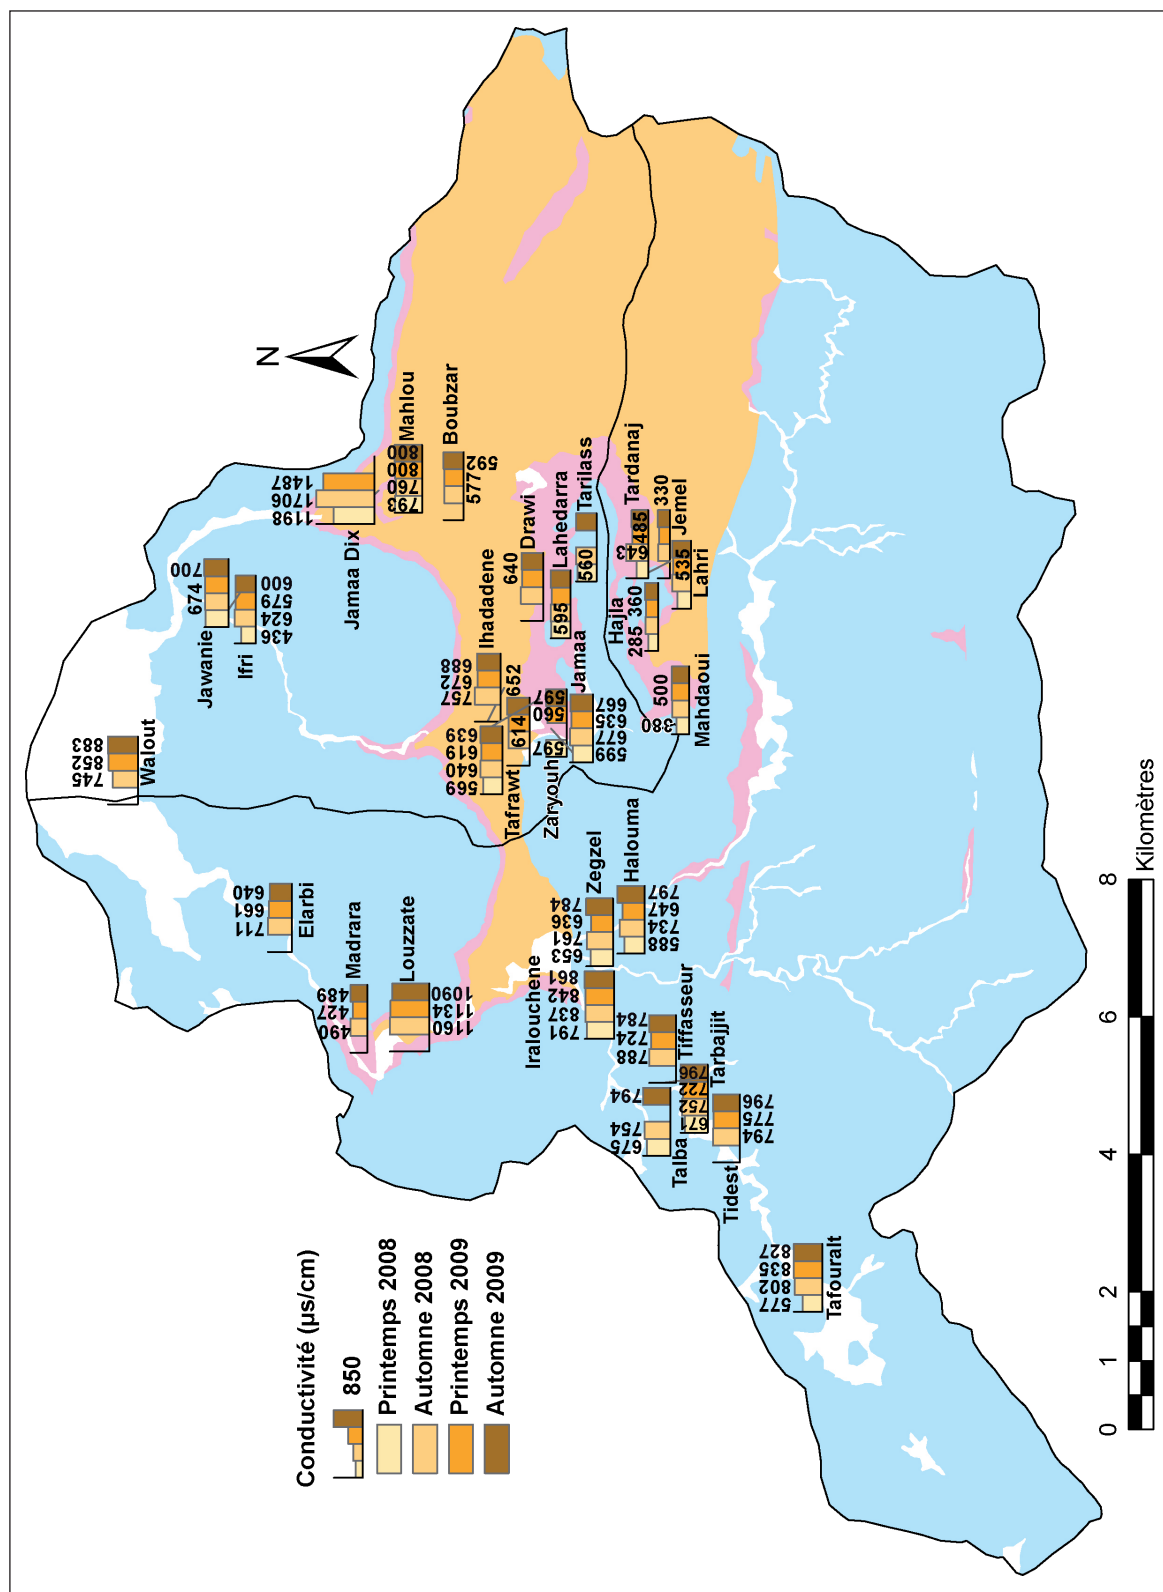 N
Walout
745
852
883
Jawanie
674
700
Ifri
436
624
579
600
Jamaa Dix
1198
1706
1487
Mahlou
793
760
800
800
Boubzar
577
592
Elarbi
711
661
640
Madrara
490
427
489
Louzzate
1160
1134
1090
Ihadadene
757
672
688
652
Drawi
640
Lahedarra
595
Tarilass
560
Tafrawt
569
640
619
639
614
Zaryouh
597
560
597
Jamaa
599
677
635
667
Hajja
285
360
Tardanaj
643
485
Jemel
330
Lahri
535
Mahdaoui
380
500
Zegzel
653
761
636
784
Halouma
588
734
647
797
Iralouchene
791
837
842
861
Tiffasseur
788
724
784
Talba
675
754
794
Tarbajjit
671
752
722
796
Tidest
794
775
796
Tafouralt
577
802
835
827
Conductivité (µs/cm)
850
Printemps 2008
Automne 2008
Printemps 2009
Automne 2009
0
1
2
4
6
8
Kilomètres